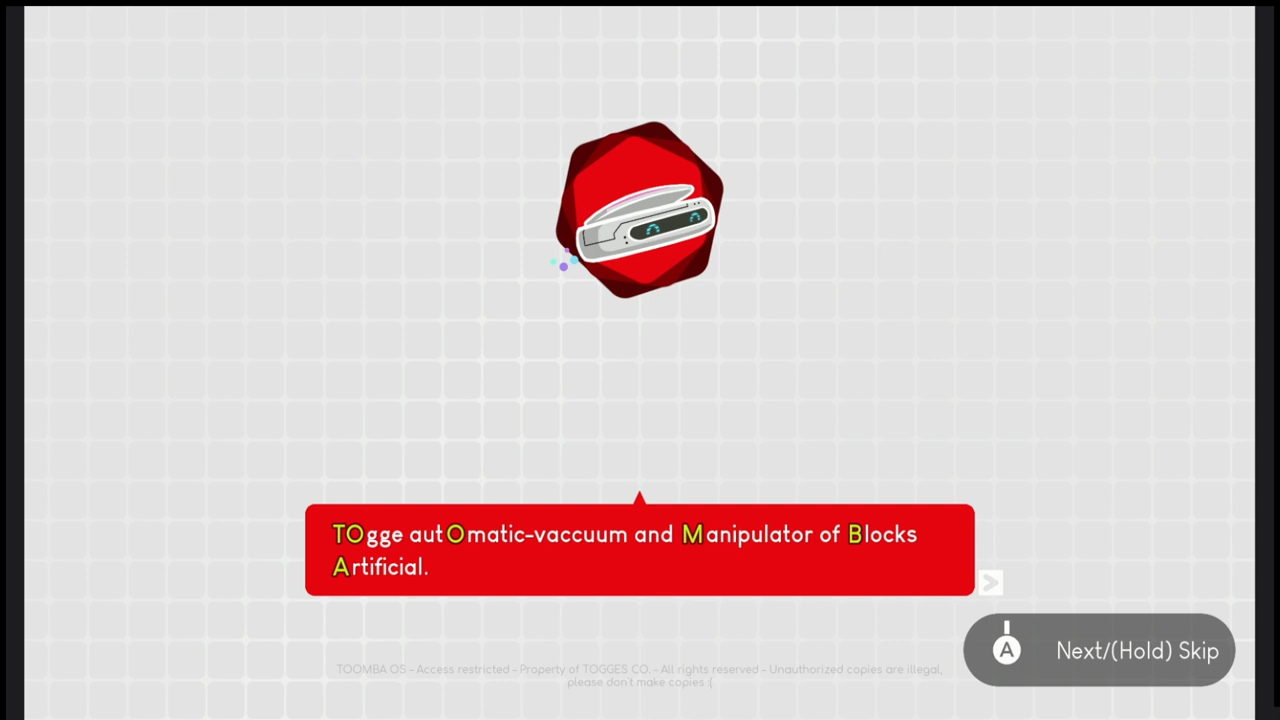 TOgge autOmatic-vaccuum and Manipulator of Blocks
Artificial.
A Next/(Hold) Skip
TOOMBA OS - Access restricted - Property of TOGGES CO. - All rights reserved - Unauthorized copies are illegal,
please don't make copies :(